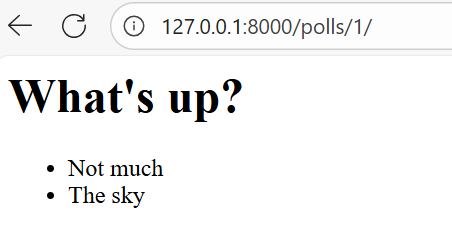 127.0.0.1:8000/polls/1/
What's up?
Not much
The sky